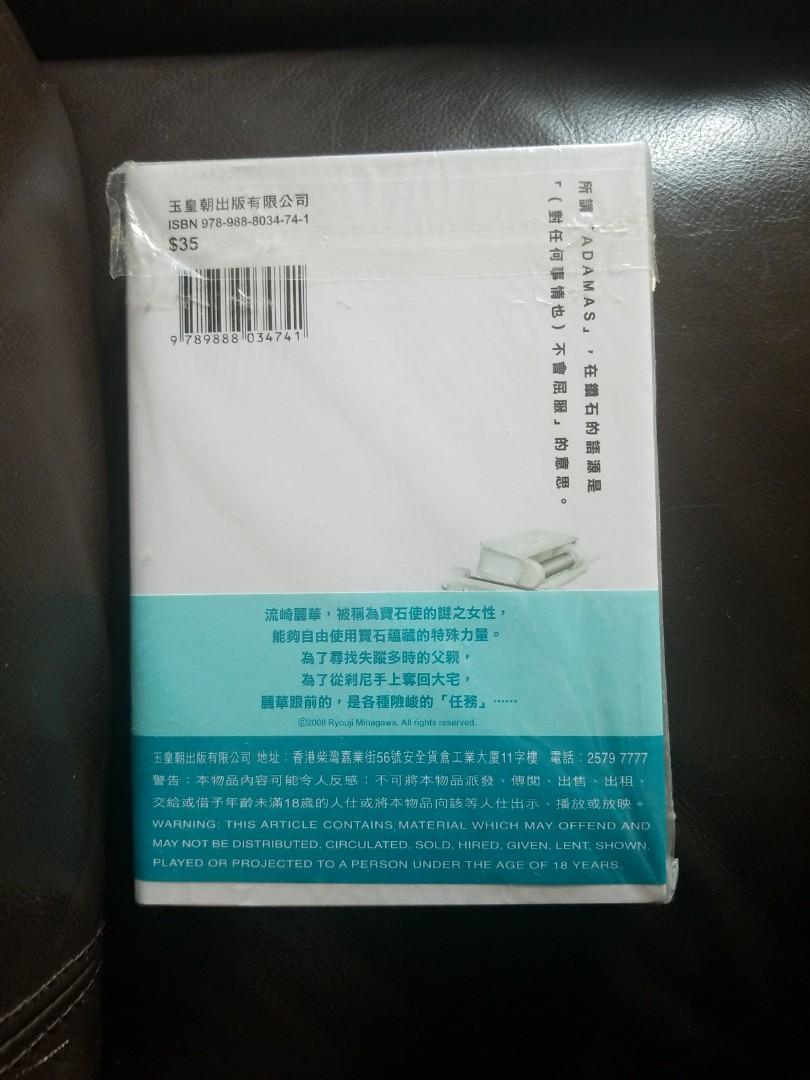 玉皇朝出版有限公司
ISBN 978-988-8034-74-1
$35
9 789888 034741
所謂「ADAMAS」，在鑽石的語源是
「（對任何事情也）不會屈服」的意思。
流崎麗華，被稱為寶石使的謎之女性，
能夠自由使用寶石蘊藏的特殊力量。
為了尋找失蹤多時的父親，
為了從剎尼手上奪回大宅，
麗華跟前的，是各種險峻的「任務」……
©2008 Ryouji Minagawa. All rights reserved.
玉皇朝出版有限公司 地址：香港柴灣嘉業街56號安全貨倉工業大廈11字樓 電話：2579 7777
警告：本物品內容可能令人反感；不可將本物品派發、傳閱、出售、出租、
交給或借予年齡未滿18歲的人仕或將本物品向該等人仕出示、播放或放映。
WARNING: THIS ARTICLE CONTAINS MATERIAL WHICH MAY OFFEND AND
MAY NOT BE DISTRIBUTED, CIRCULATED, SOLD, HIRED, GIVEN, LENT, SHOWN,
PLAYED OR PROJECTED TO A PERSON UNDER THE AGE OF 18 YEARS.